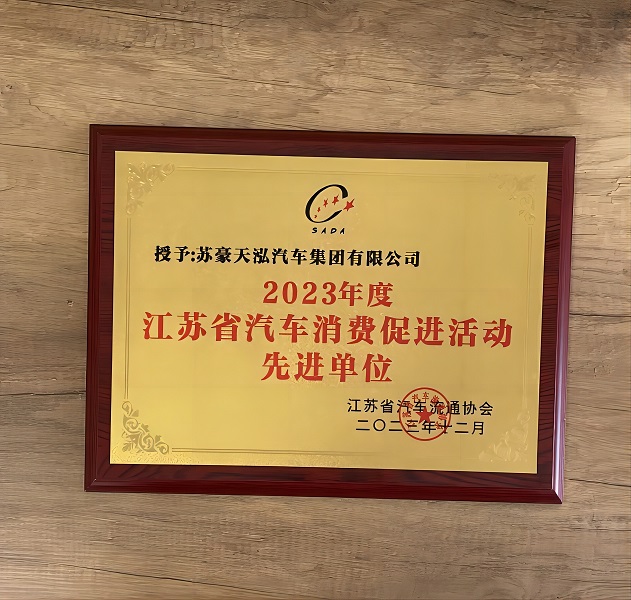 SADA
授予:苏豪天泓汽车集团有限公司
2023年度
江苏省汽车消费促进活动
先进单位
江苏省汽车流通协会
二〇二三年十二月